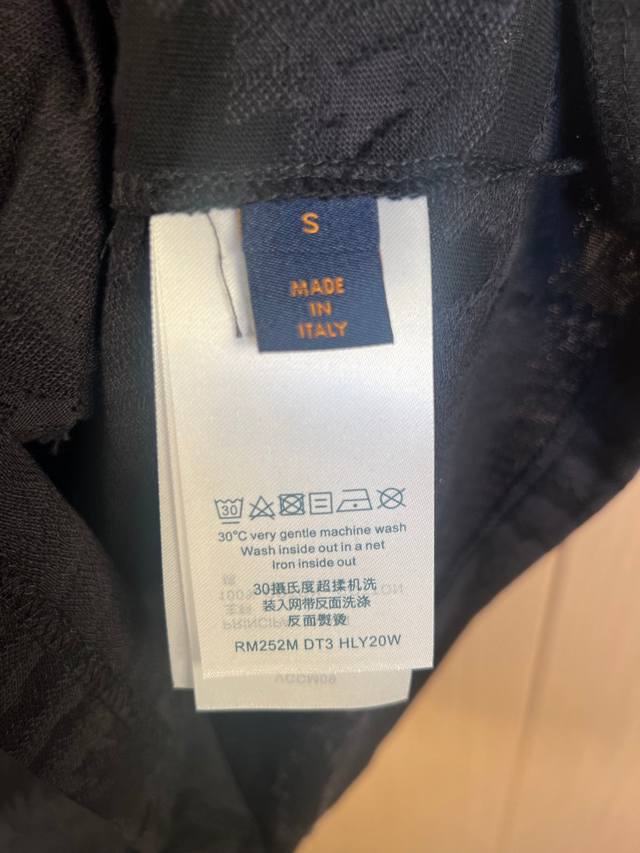 S
MADE
IN
ITALY
30
30°C very gentle machine wash
Wash inside out in a net
Iron inside out
30摄氏度超柔机洗
装入网带反面洗涤
反面熨烫
RM252M DT3 HLY20W